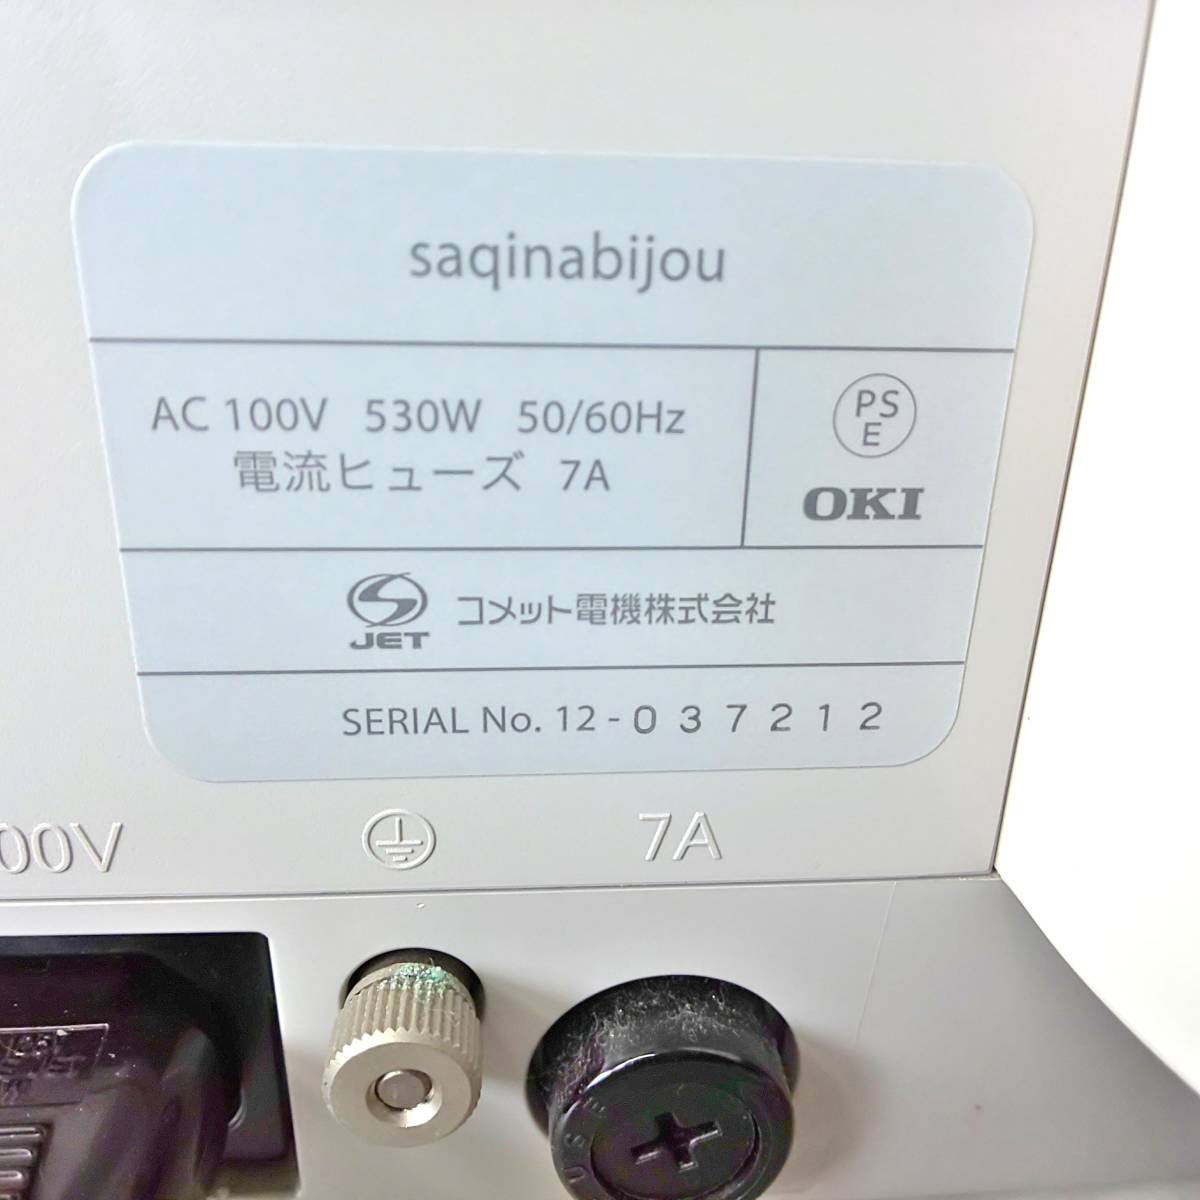 saqinabijou
AC 100V 530W 50/60Hz
電流ヒューズ 7A
PS
E
OKI
JET
コメット電機株式会社
SERIAL No. 12-037212
00V
7A